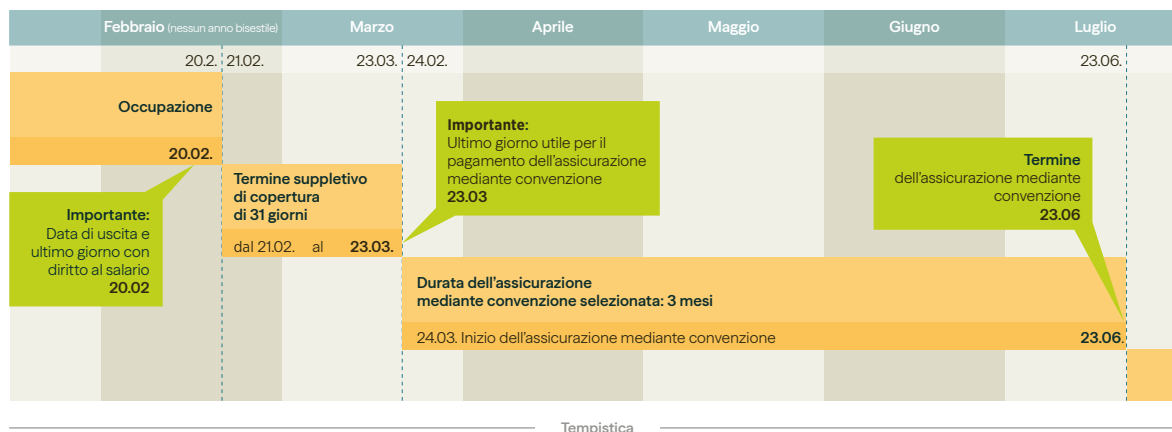 Febbraio (nessun anno bisestile) Marzo Aprile Maggio Giugno Luglio
20.2. 21.02. 23.03. 24.02. 23.06.
Occupazione
20.02.
Importante:
Data di uscita e
ultimo giorno con
diritto al salario
20.02
Termine suppletivo
di copertura
di 31 giorni
dal 21.02. al 23.03.
Importante:
Ultimo giorno utile per il
pagamento dell'assicurazione
mediante convenzione
23.03
Termine
dell'assicurazione mediante
convenzione
23.06
Durata dell'assicurazione
mediante convenzione selezionata: 3 mesi
24.03. Inizio dell'assicurazione mediante convenzione 23.06.
Tempistica